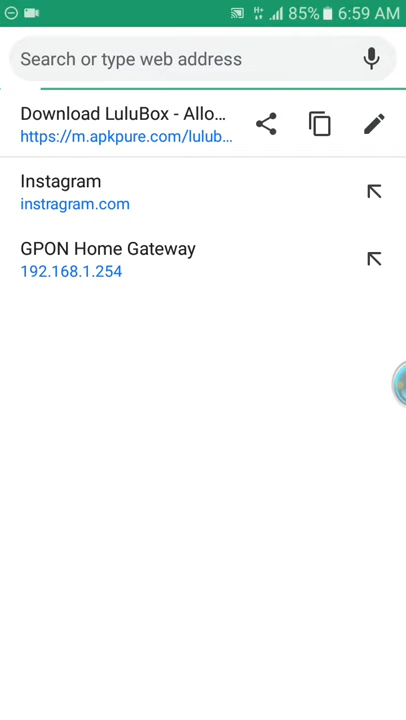 85% 6:59 AM
Search or type web address
Download LuluBox - Allo...
https://m.apkpure.com/lulub...
Instagram
instragram.com
GPON Home Gateway
192.168.1.254